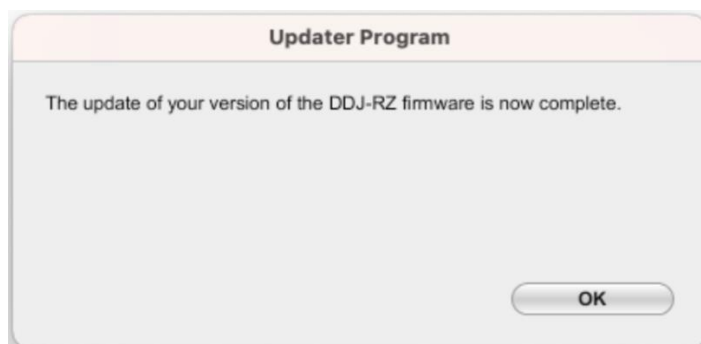 Updater Program
The update of your version of the DDJ-RZ firmware is now complete.
OK